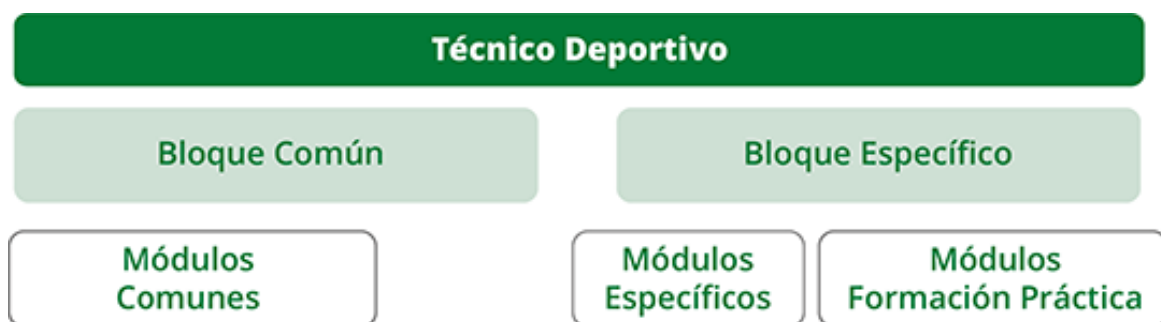 Técnico Deportivo
Bloque Común
Bloque Específico
Módulos
Comunes
Módulos
Específicos
Módulos
Formación Práctica